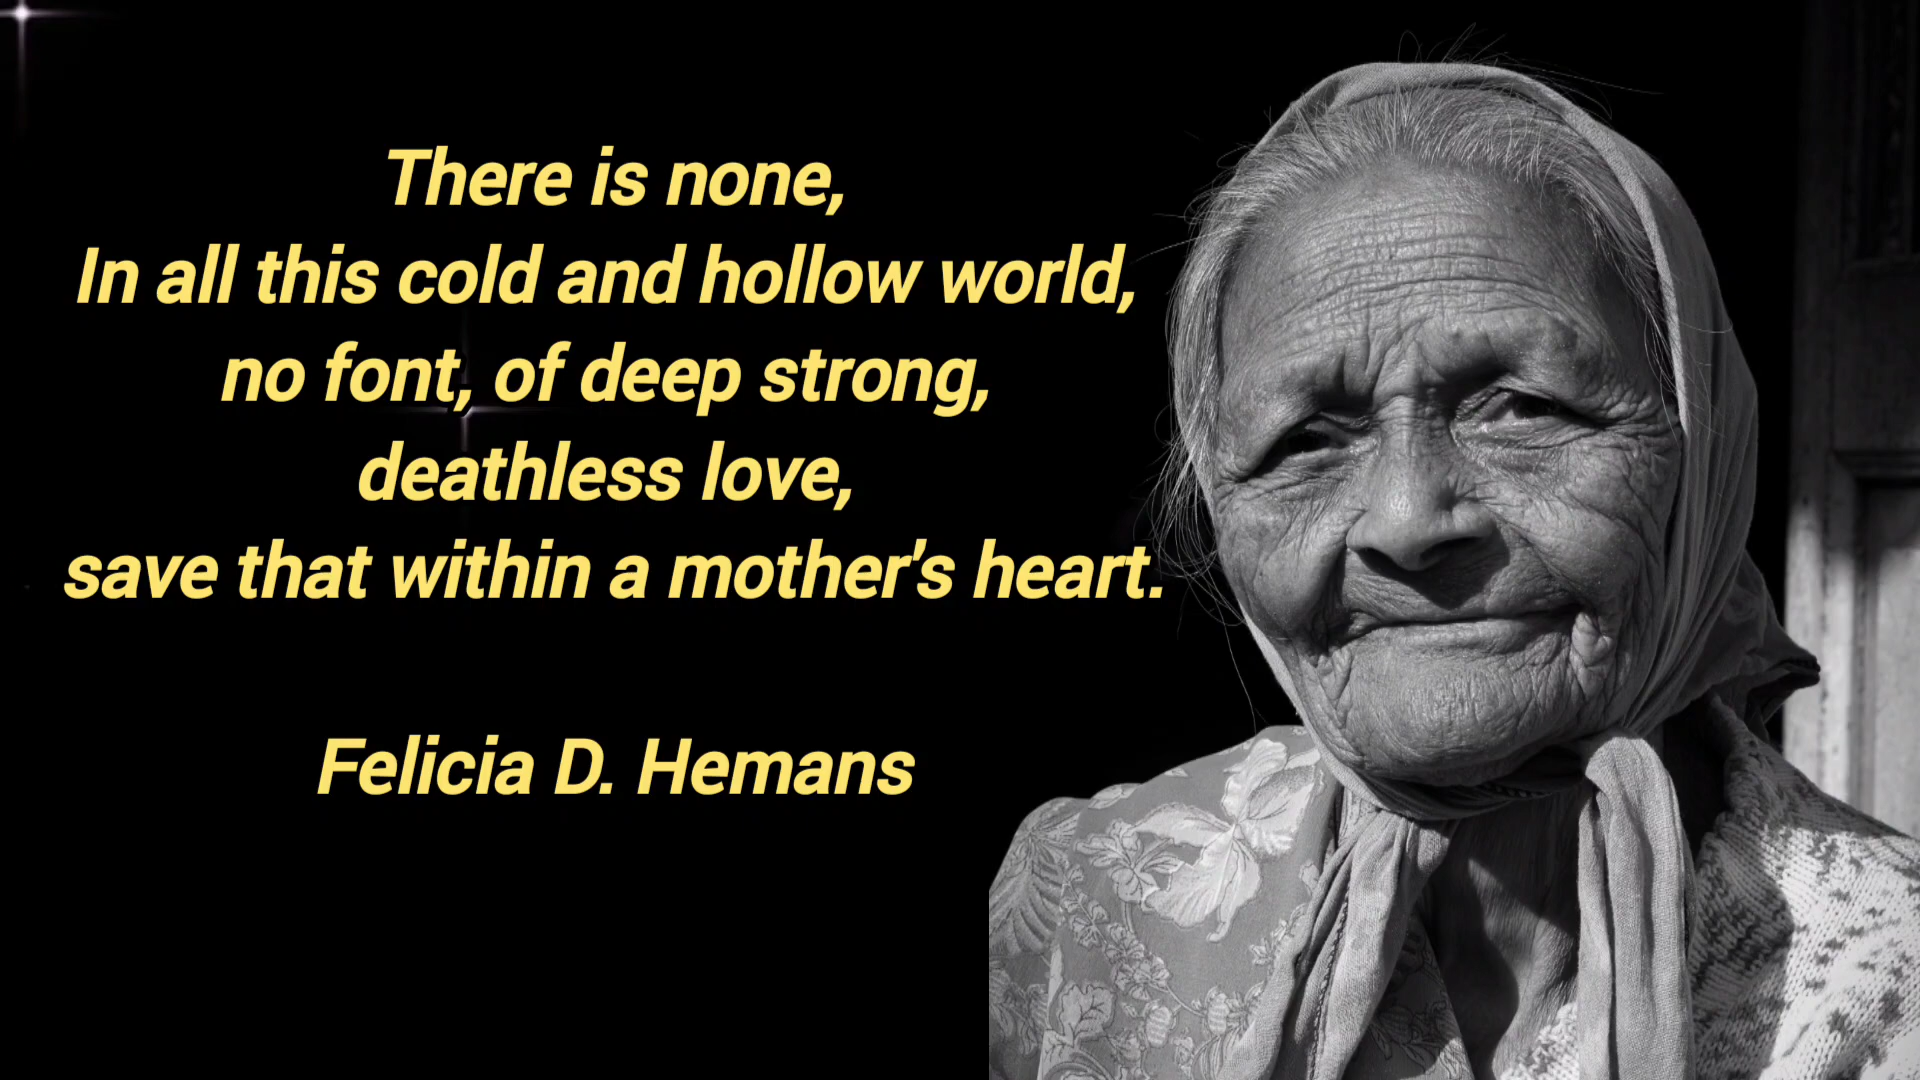 There is none,
In all this cold and hollow world,
no font, of deep strong,
deathless love,
save that within a mother's heart.
Felicia D. Hemans